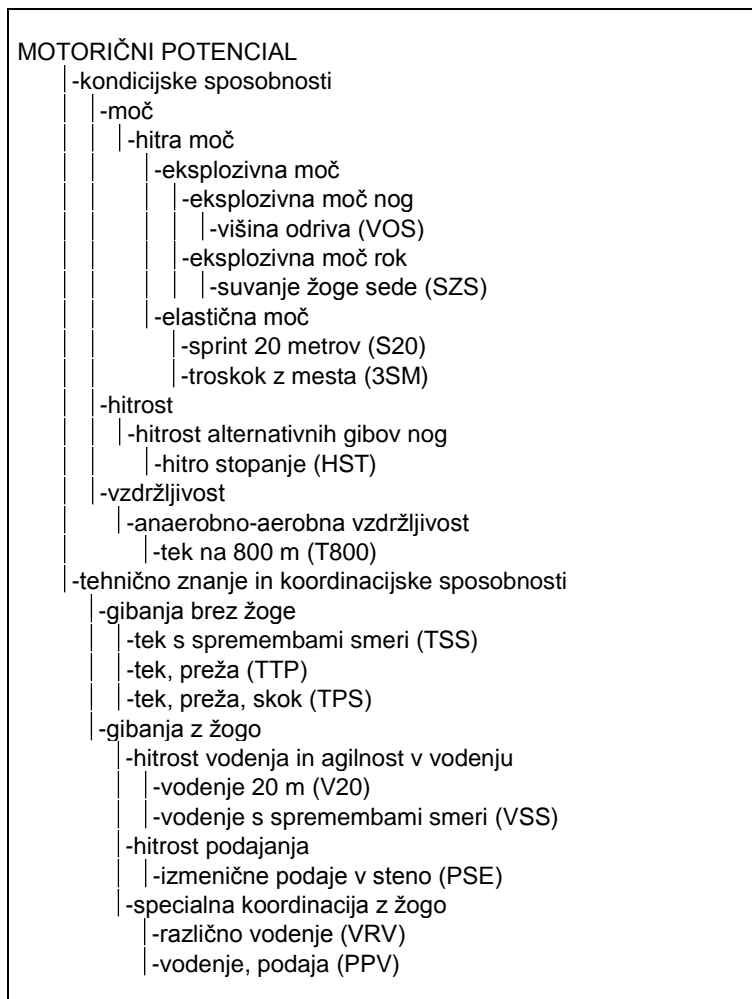 MOTORIČNI POTENCIAL
-kondicijske sposobnosti
-moč
-hitra moč
-eksplozivna moč
-eksplozivna moč nog
-višina odriva (VOS)
-eksplozivna moč rok
-suvanje žoge sede (SZS)
-elastična moč
-sprint 20 metrov (S20)
-troskok z mesta (3SM)
-hitrost
-hitrost alternativnih gibov nog
-hitro stopanje (HST)
-vzdržljivost
-anaerobno-aerobna vzdržljivost
-tek na 800 m (T800)
-tehnično znanje in koordinacijske sposobnosti
-gibanja brez žoge
-tek s spremembami smeri (TSS)
-tek, preža (TTP)
-tek, preža, skok (TPS)
-gibanja z žogo
-hitrost vodenja in agilnost v vodenju
-vodenje 20 m (V20)
-vodenje s spremembami smeri (VSS)
-hitrost podajanja
-izmenične podaje v steno (PSE)
-specialna koordinacija z žogo
-različno vodenje (VRV)
-vodenje, podaja (PPV)